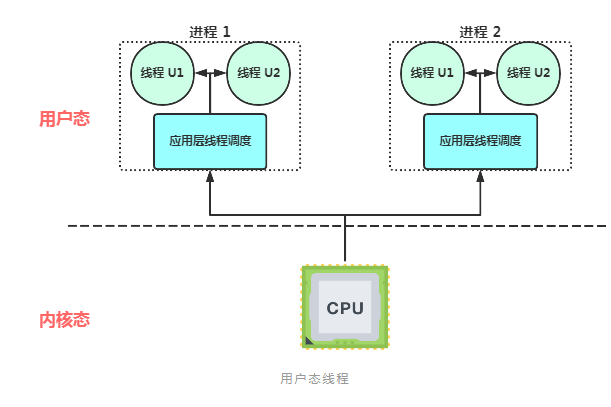 进程 1
进程 2
线程 U1
线程 U2
线程 U1
线程 U2
用户态
应用层线程调度
应用层线程调度
内核态
CPU
用户态线程